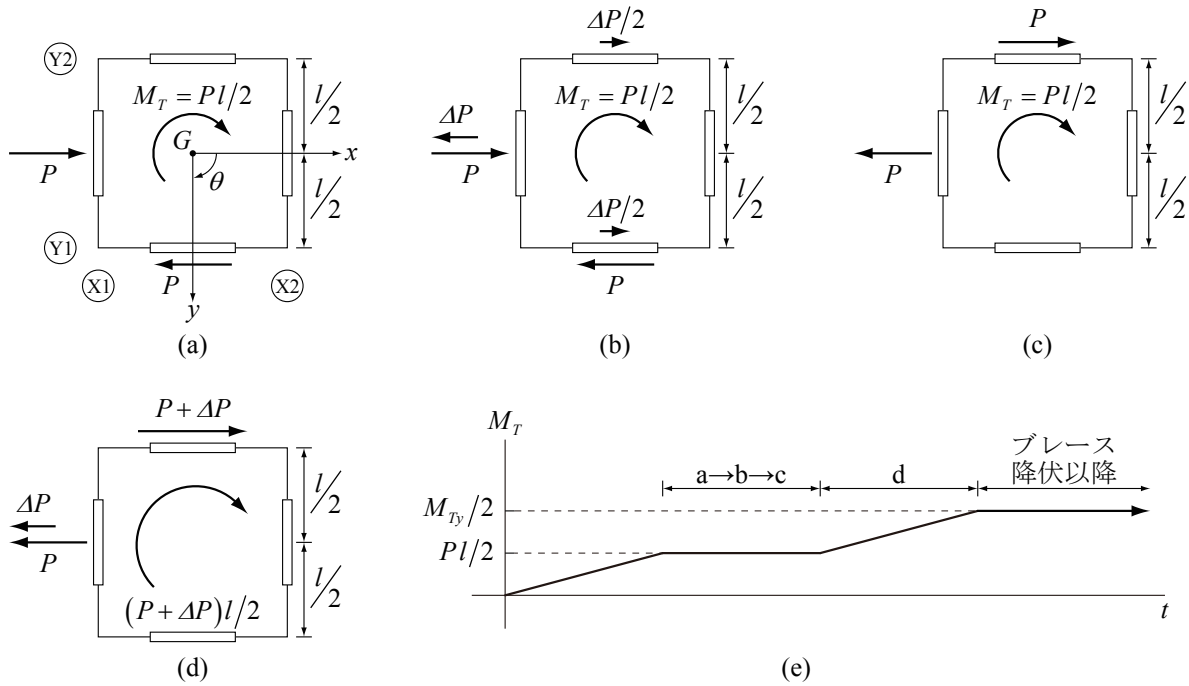 Y2
M_T = Pl/2
l/2
G
x
P
θ
l/2
Y1
P
X1
X2
y
(a)
ΔP/2
M_T = Pl/2
l/2
ΔP
P
ΔP/2
l/2
P
(b)
P
M_T = Pl/2
l/2
P
l/2
(c)
P + ΔP
l/2
ΔP
P
l/2
(P + ΔP)l/2
(d)
M_T
ブレース
a→b→c
d
降伏以降
M_Ty/2
Pl/2
t
(e)